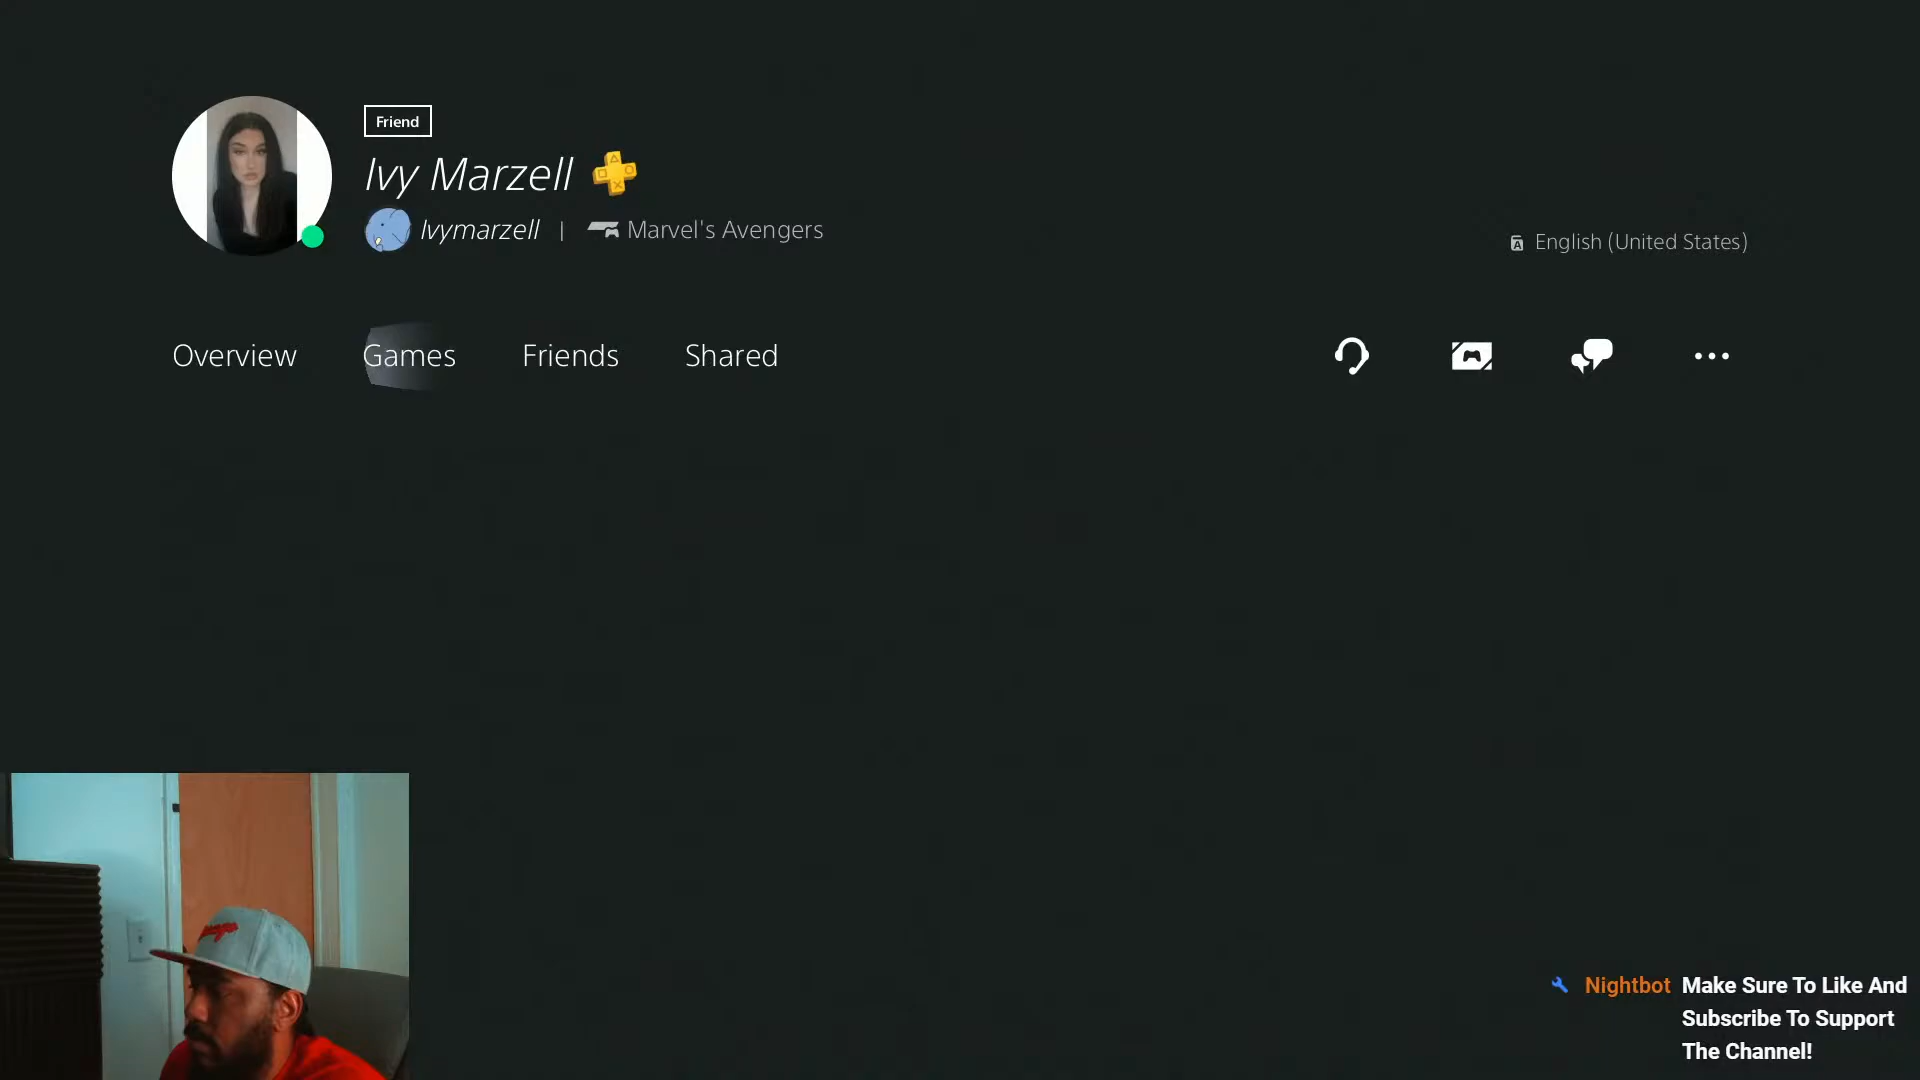 Friend
Ivy Marzell
Ivymarzell | Marvel's Avengers
English (United States)
Overview Games Friends Shared
Nightbot Make Sure To Like And
Subscribe To Support
The Channel!